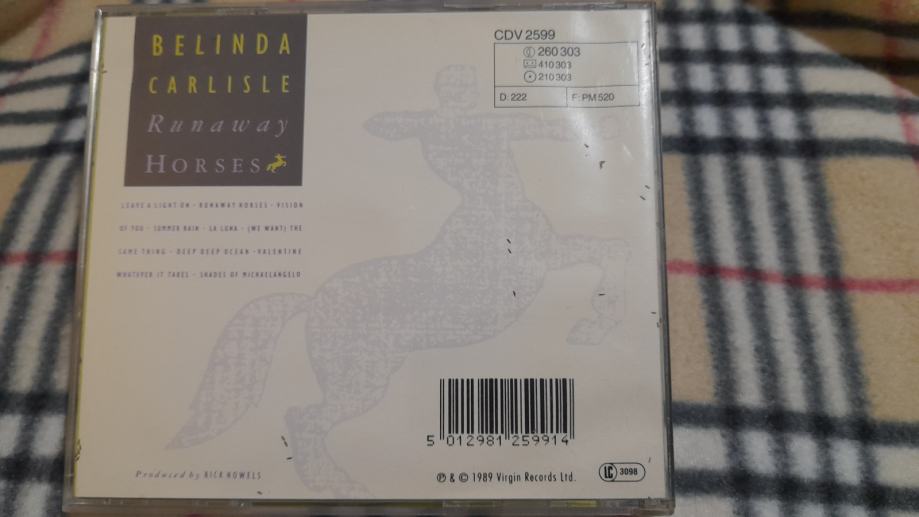 BELINDA
CARLISLE
Runaway
HORSES
LEAVE A LIGHT ON - RUNAWAY HORSES - VISION
OF YOU - SUMMER RAIN - LA LUNA - (WE WANT) THE
SAME THING - DEEP DEEP OCEAN - VALENTINE
WHATEVER IT TAKES - SHADES OF MICHAELANGELO
CDV 2599
260 303
410 303
210 303
D: 222
F: PM 520
5 012981 259914
Produced by RICK NOWELS
℗ & © 1989 Virgin Records Ltd.
LC 3098